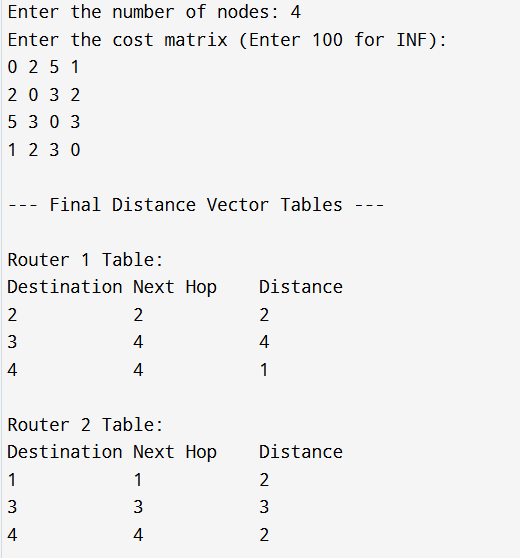 Enter the number of nodes: 4
Enter the cost matrix (Enter 100 for INF):
0 2 5 1
2 0 3 2
5 3 0 3
1 2 3 0
--- Final Distance Vector Tables ---
Router 1 Table:
Destination Next Hop    Distance
2           2           2
3           4           4
4           4           1
Router 2 Table:
Destination Next Hop    Distance
1           1           2
3           3           3
4           4           2